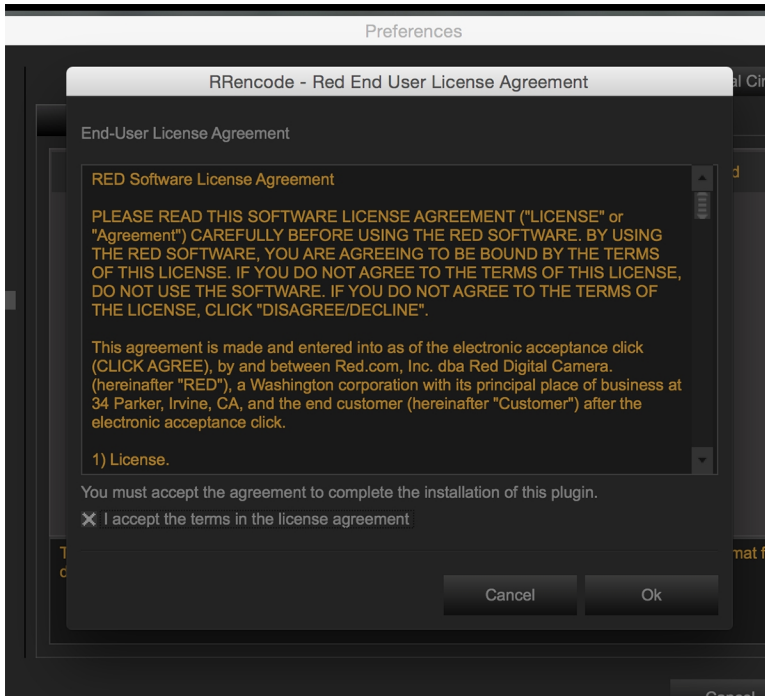 Preferences
RRencode - Red End User License Agreement
End-User License Agreement
RED Software License Agreement
PLEASE READ THIS SOFTWARE LICENSE AGREEMENT ("LICENSE" or
"Agreement") CAREFULLY BEFORE USING THE RED SOFTWARE. BY USING
THE RED SOFTWARE, YOU ARE AGREEING TO BE BOUND BY THE TERMS
OF THIS LICENSE. IF YOU DO NOT AGREE TO THE TERMS OF THIS LICENSE,
DO NOT USE THE SOFTWARE. IF YOU DO NOT AGREE TO THE TERMS OF
THE LICENSE, CLICK "DISAGREE/DECLINE".
This agreement is made and entered into as of the electronic acceptance click
(CLICK AGREE), by and between Red.com, Inc. dba Red Digital Camera.
(hereinafter "RED"), a Washington corporation with its principal place of business at
34 Parker, Irvine, CA, and the end customer (hereinafter "Customer") after the
electronic acceptance click.
1) License.
You must accept the agreement to complete the installation of this plugin.
I accept the terms in the license agreement
Cancel
Ok